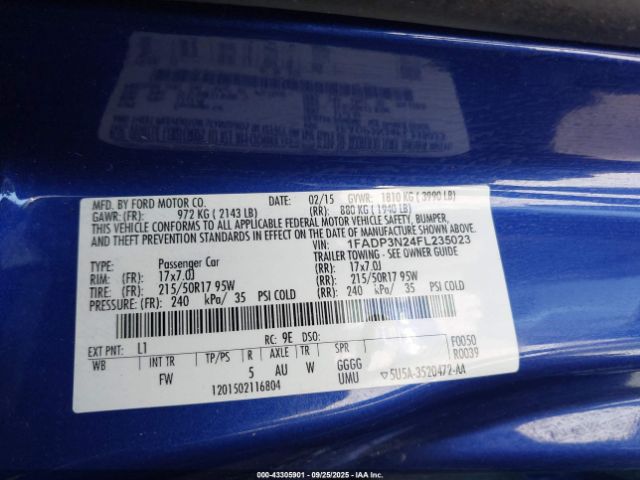 MFD. BY FORD MOTOR CO. DATE: 02/15 GVWR: 1810 KG ( 3990 LB)
GAWR: (FR) 972 KG ( 2143 LB) (RR): 880 KG ( 1940 LB)
THIS VEHICLE CONFORMS TO ALL APPLICABLE FEDERAL MOTOR VEHICLE SAFETY, BUMPER,
AND THEFT PREVENTION STANDARDS IN EFFECT ON THE DATE OF MANUFACTURE SHOWN ABOVE.
VIN: 1FADP3N24FL235023
TYPE: Passenger Car TRAILER TOWING - SEE OWNER GUIDE
RIM: (FR) 17x7.0J (RR) 17x7.0J
TIRE: (FR) 215/50R17 95W (RR) 215/50R17 95W
PRESSURE: (FR) 240 kPa/ 35 PSI COLD (RR) 240 kPa/ 35 PSI COLD
EXT PNT: L1 RC: 9E DSO: F0050
WB INT TR TP/PS R AXLE TR SPR R0039
FW 5 AU W GGGG
UMU ▽5U5A-3520472-AA
1201502116804
000-43305901 - 09/25/2025 - IAA Inc.